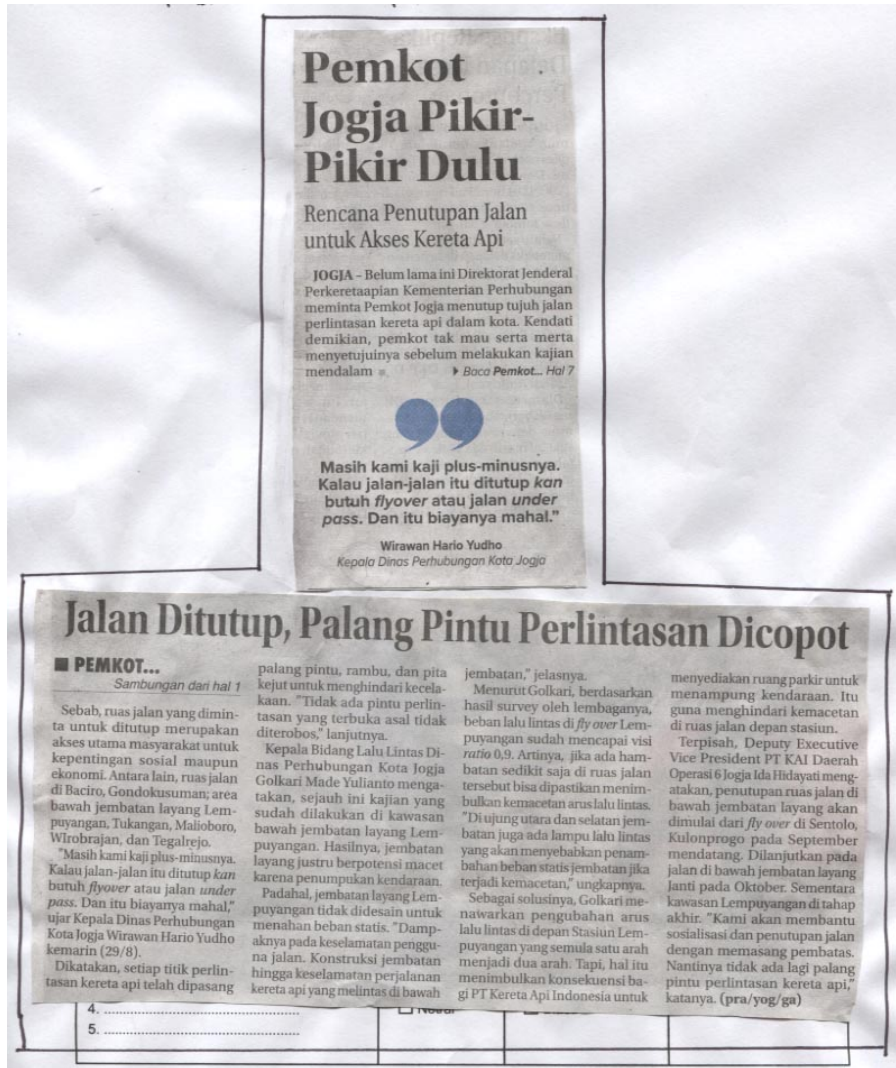 Pemkot
Jogja Pikir-
Pikir Dulu
Rencana Penutupan Jalan
untuk Akses Kereta Api
JOGJA – Belum lama ini Direktorat Jenderal
Perkeretaapian Kementerian Perhubungan
meminta Pemkot Jogja menutup tujuh jalan
perlintasan kereta api dalam kota. Kendati
demikian, pemkot tak mau serta merta
menyetujuinya sebelum melakukan kajian
mendalam
Baca Pemkot... Hal 7
Masih kami kaji plus-minusnya.
Kalau jalan-jalan itu ditutup kan
butuh flyover atau jalan under
pass. Dan itu biayanya mahal.”
Wirawan Hario Yudho
Kepala Dinas Perhubungan Kota Jogja
Jalan Ditutup, Palang Pintu Perlintasan Dicopot
■ PEMKOT...
Sambungan dari hal 1
Sebab, ruas jalan yang dimin-
ta untuk ditutup merupakan
akses utama masyarakat untuk
kepentingan sosial maupun
ekonomi. Antara lain, ruas jalan
di Baciro, Gondokusuman; area
bawah jembatan layang Lem-
puyangan, Tukangan, Malioboro,
WIrobrajan, dan Tegalrejo.
"Masih kami kaji plus-minusnya.
Kalau jalan-jalan itu ditutup kan
butuh flyover atau jalan under
pass. Dan itu biayanya mahal,"
ujar Kepala Dinas Perhubungan
Kota Jogja Wirawan Hario Yudho
kemarin (29/8).
Dikatakan, setiap titik perlin-
tasan kereta api telah dipasang
palang pintu, rambu, dan pita
kejut untuk menghindari kecela-
kaan. "Tidak ada pintu perlin-
tasan yang terbuka asal tidak
diterobos," lanjutnya.
Kepala Bidang Lalu Lintas Di-
nas Perhubungan Kota Jogja
Golkari Made Yulianto menga-
takan, sejauh ini kajian yang
sudah dilakukan di kawasan
bawah jembatan layang Lem-
puyangan. Hasilnya, jembatan
layang justru berpotensi macet
karena penumpukan kendaraan.
Padahal, jembatan layang Lem-
puyangan tidak didesain untuk
menahan beban statis. "Damp-
aknya pada keselamatan penggu-
na jalan. Konstruksi jembatan
hingga keselamatan perjalanan
kereta api yang melintas di bawah
jembatan," jelasnya.
Menurut Golkari, berdasarkan
hasil survey oleh lembaganya,
beban lalu lintas di fly over Lem-
puyangan sudah mencapai visi
ratio 0,9. Artinya, jika ada ham-
batan sedikit saja di ruas jalan
tersebut bisa dipastikan menim-
bulkan kemacetan arus lalu lintas.
"Di ujung utara dan selatan jem-
batan juga ada lampu lalu lintas
yang akan menyebabkan penam-
bahan beban statis jembatan jika
terjadi kemacetan," ungkapnya.
Sebagai solusinya, Golkari me-
nawarkan pengubahan arus
lalu lintas di depan Stasiun Lem-
puyangan yang semula satu arah
menjadi dua arah. Tapi, hal itu
menimbulkan konsekuensi ba-
gi PT Kereta Api Indonesia untuk
menyediakan ruang parkir untuk
menampung kendaraan. Itu
guna menghindari kemacetan
di ruas jalan depan stasiun.
Terpisah, Deputy Executive
Vice President PT KAI Daerah
Operasi 6 Jogja Ida Hidayati meng-
atakan, penutupan ruas jalan di
bawah jembatan layang akan
dimulai dari fly over di Sentolo,
Kulonprogo pada September
mendatang. Dilanjutkan pada
jalan di bawah jembatan layang
Janti pada Oktober. Sementara
kawasan Lempuyangan di tahap
akhir. "Kami akan membantu
sosialisasi dan penutupan jalan
dengan memasang pembatas.
Nantinya tidak ada lagi palang
pintu perlintasan kereta api,"
katanya. (pra/yog/ga)
4.
5.